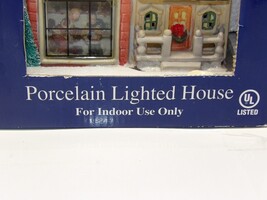 Porcelain Lighted House
For Indoor Use Only
UL
LISTED